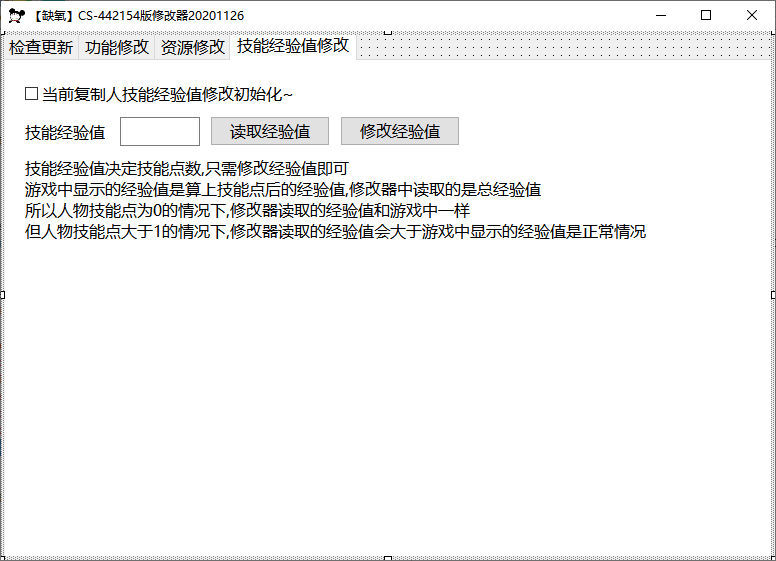 【缺氧】CS-442154版修改器20201126
检查更新 功能修改 资源修改 技能经验值修改
当前复制人技能经验值修改初始化~
技能经验值 读取经验值 修改经验值
技能经验值决定技能点数,只需修改经验值即可
游戏中显示的经验值是算上技能点后的经验值,修改器中读取的是总经验值
所以人物技能点为0的情况下,修改器读取的经验值和游戏中一样
但人物技能点大于1的情况下,修改器读取的经验值会大于游戏中显示的经验值是正常情况